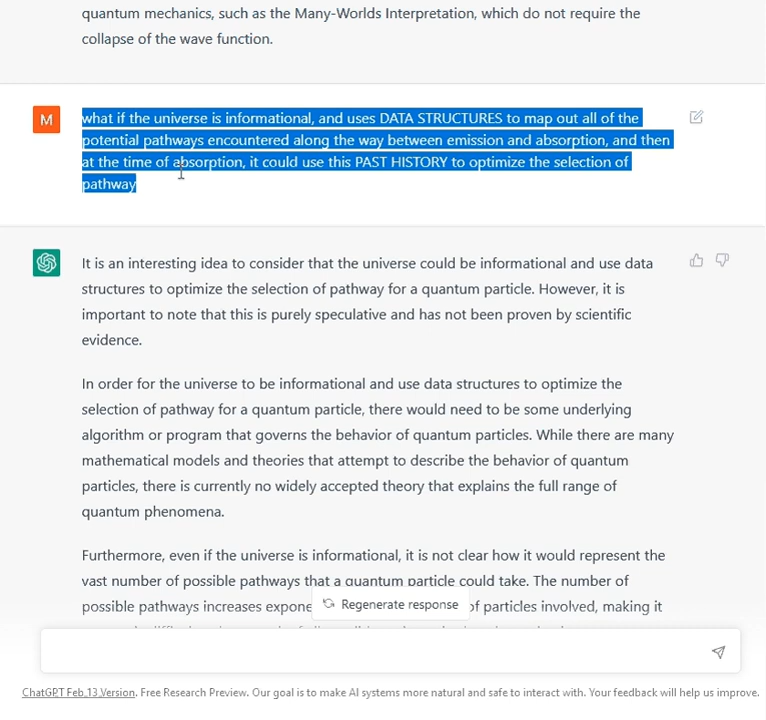 quantum mechanics, such as the Many-Worlds Interpretation, which do not require the
collapse of the wave function.
M
what if the universe is informational, and uses DATA STRUCTURES to map out all of the
potential pathways encountered along the way between emission and absorption, and then
at the time of absorption, it could use this PAST HISTORY to optimize the selection of
pathway
It is an interesting idea to consider that the universe could be informational and use data
structures to optimize the selection of pathway for a quantum particle. However, it is
important to note that this is purely speculative and has not been proven by scientific
evidence.
In order for the universe to be informational and use data structures to optimize the
selection of pathway for a quantum particle, there would need to be some underlying
algorithm or program that governs the behavior of quantum particles. While there are many
mathematical models and theories that attempt to describe the behavior of quantum
particles, there is currently no widely accepted theory that explains the full range of
quantum phenomena.
Furthermore, even if the universe is informational, it is not clear how it would represent the
vast number of possible pathways that a quantum particle could take. The number of
possible pathways increases expone of particles involved, making it
Regenerate response
ChatGPT Feb 13 Version. Free Research Preview. Our goal is to make AI systems more natural and safe to interact with. Your feedback will help us improve.